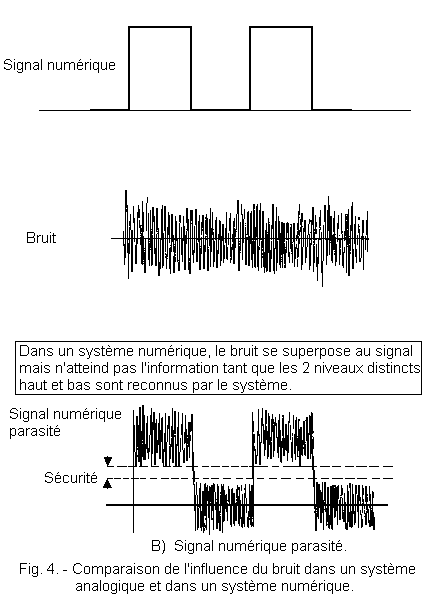 Signal numérique
Bruit
Dans un système numérique, le bruit se superpose au signal
mais n'atteind pas l'information tant que les 2 niveaux distincts
haut et bas sont reconnus par le système.
Signal numérique
parasité
Sécurité
B) Signal numérique parasité.
Fig. 4. - Comparaison de l'influence du bruit dans un système
analogique et dans un système numérique.